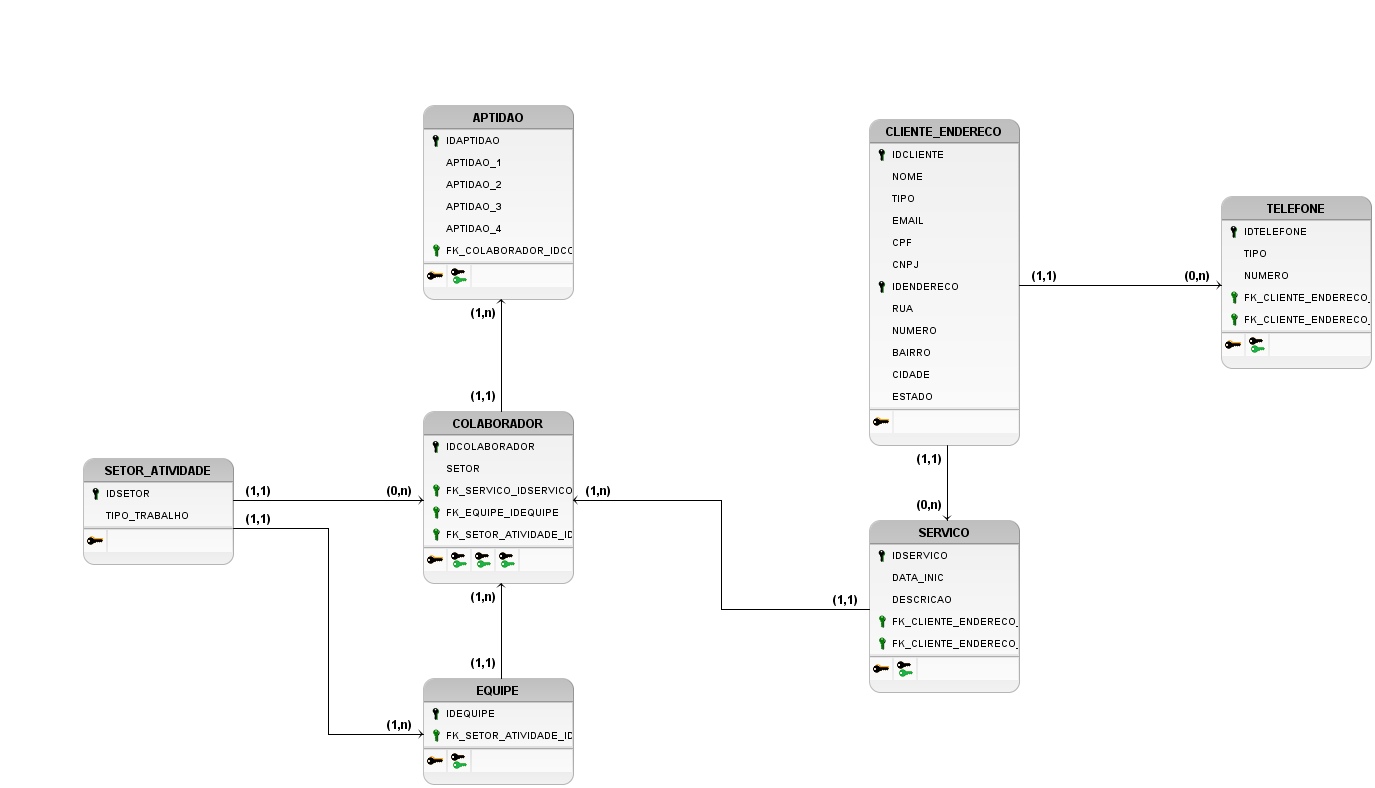 APTIDAO
IDAPTIDAO
APTIDAO_1
APTIDAO_2
APTIDAO_3
APTIDAO_4
FK_COLABORADOR_IDCC
(1,n)
(1,1)
COLABORADOR
IDCOLABORADOR
SETOR
FK_SERVICO_IDSERVICO
FK_EQUIPE_IDEQUIPE
FK_SETOR_ATIVIDADE_ID
(1,n)
(1,1)
EQUIPE
IDEQUIPE
FK_SETOR_ATIVIDADE_ID
SETOR_ATIVIDADE
IDSETOR
TIPO_TRABALHO
(1,1)
(0,n)
(1,1)
(1,n)
(1,n)
(1,1)
CLIENTE_ENDERECO
IDCLIENTE
NOME
TIPO
EMAIL
CPF
CNPJ
IDENDERECO
RUA
NUMERO
BAIRRO
CIDADE
ESTADO
(1,1)
(0,n)
SERVICO
IDSERVICO
DATA_INIC
DESCRICAO
FK_CLIENTE_ENDERECO_
FK_CLIENTE_ENDERECO_
(1,1)
(0,n)
TELEFONE
IDTELEFONE
TIPO
NUMERO
FK_CLIENTE_ENDERECO_
FK_CLIENTE_ENDERECO_